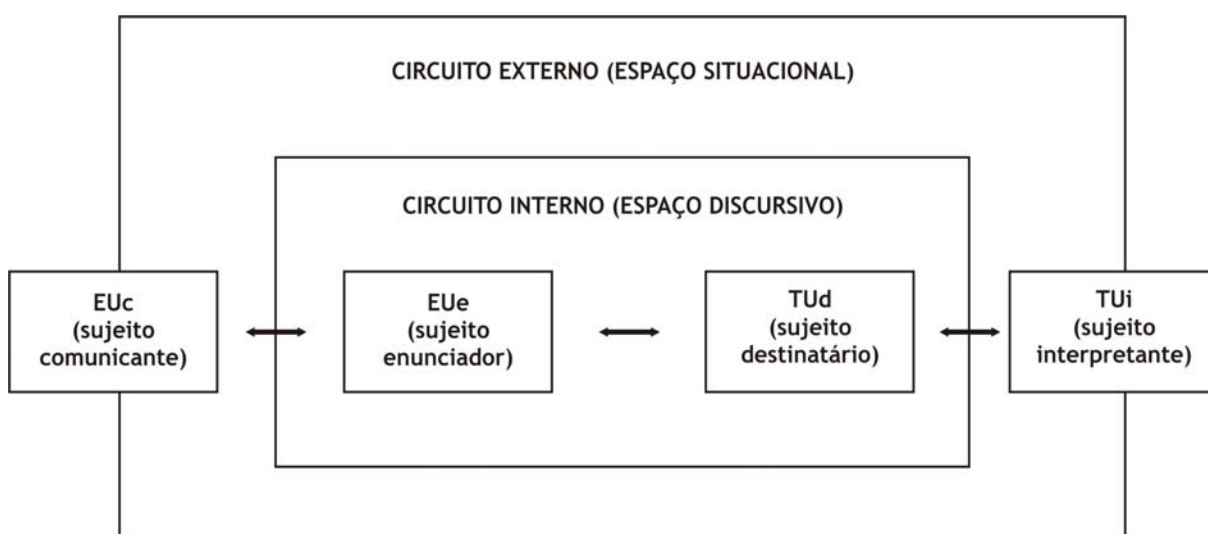 CIRCUITO EXTERNO (ESPAÇO SITUACIONAL)
CIRCUITO INTERNO (ESPAÇO DISCURSIVO)
EUc
(sujeito
comunicante)
EUe
(sujeito
enunciador)
TUd
(sujeito
destinatário)
TUi
(sujeito
interpretante)